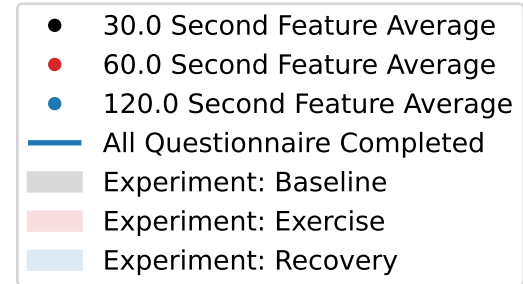 30.0 Second Feature Average
60.0 Second Feature Average
120.0 Second Feature Average
All Questionnaire Completed
Experiment: Baseline
Experiment: Exercise
Experiment: Recovery